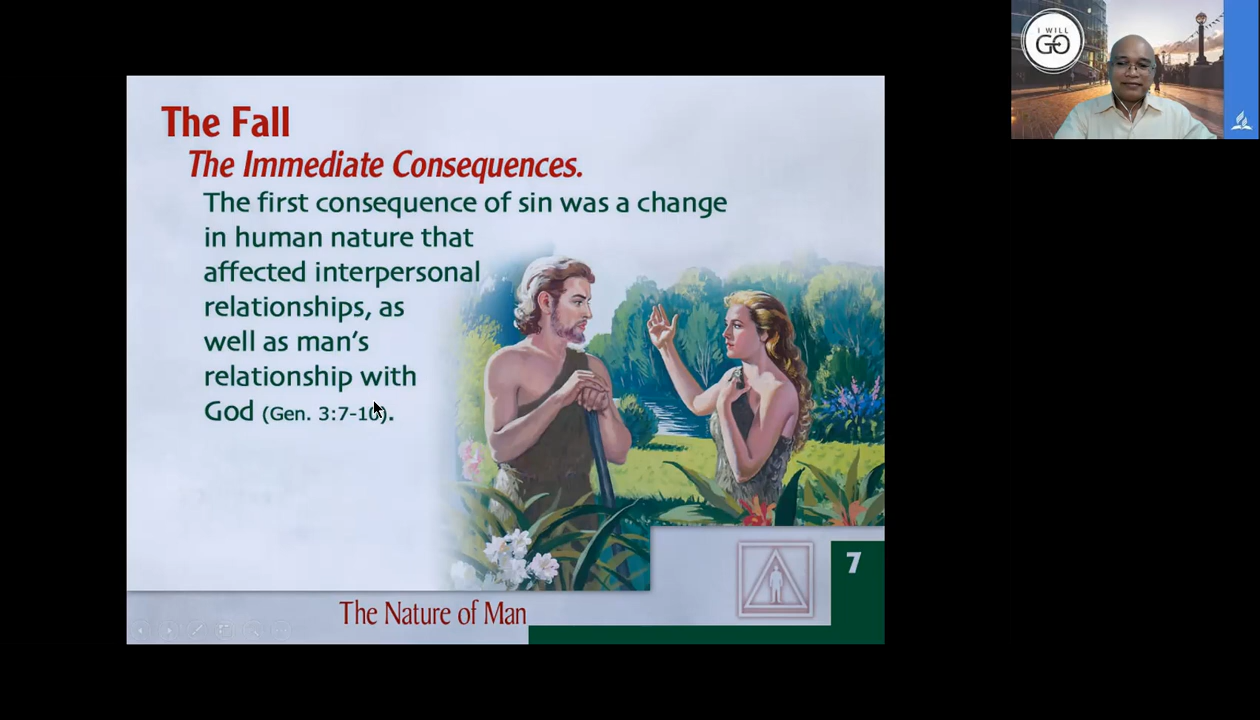 The Fall
The Immediate Consequences.
The first consequence of sin was a change
in human nature that
affected interpersonal
relationships, as
well as man's
relationship with
God (Gen. 3:7-10).
7
The Nature of Man
I WILL
GO